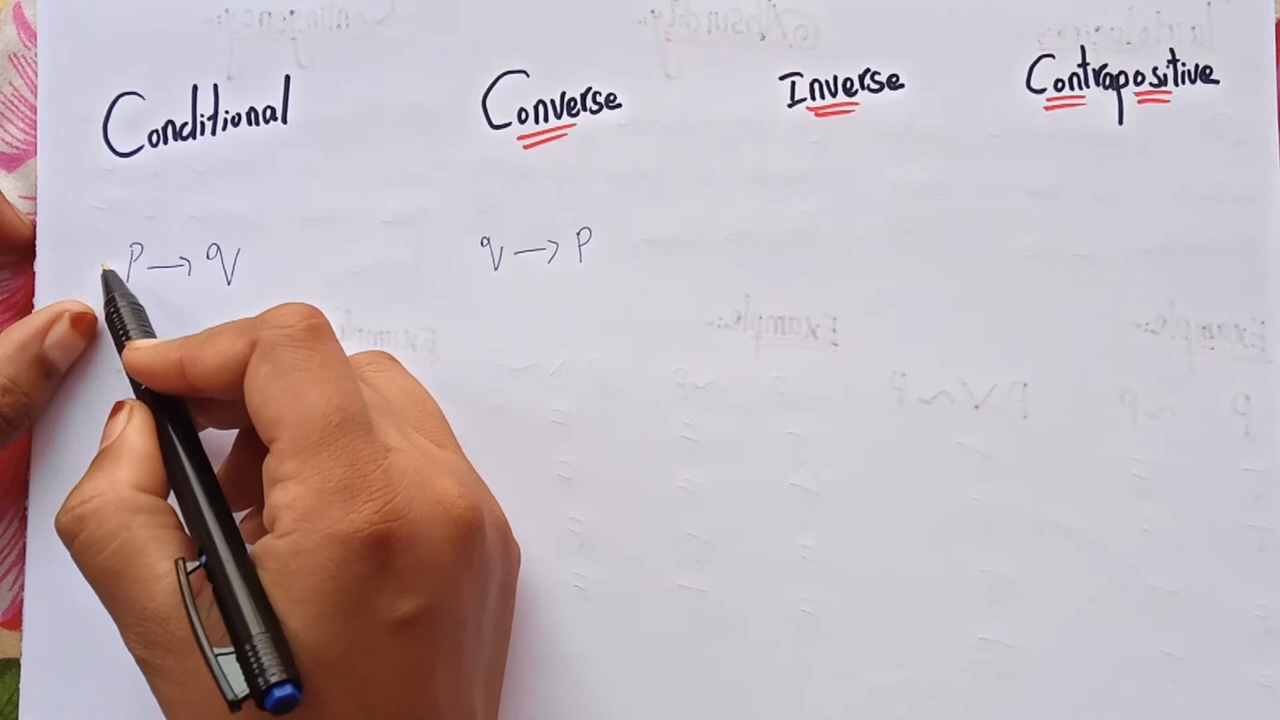 Conditional Converse Inverse Contrapositive
P → q q → P